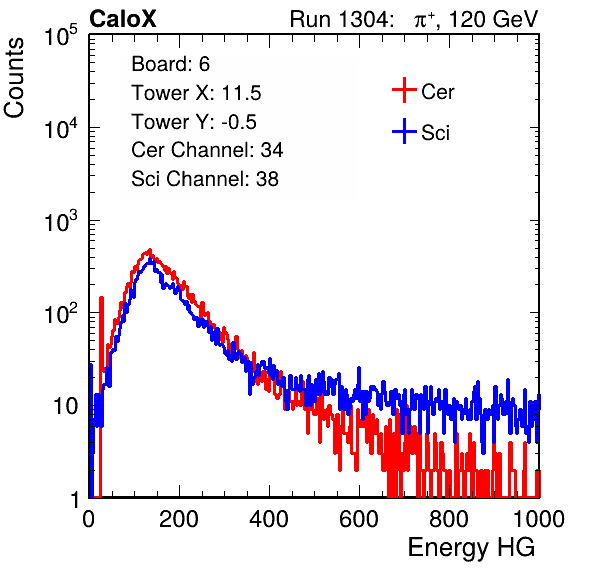 CaloX Run 1304: π⁺, 120 GeV
Counts
Board: 6
Tower X: 11.5
Tower Y: -0.5
Cer Channel: 34
Sci Channel: 38
Cer
Sci
10⁵
10⁴
10³
10²
10
1
0 200 400 600 800 1000
Energy HG